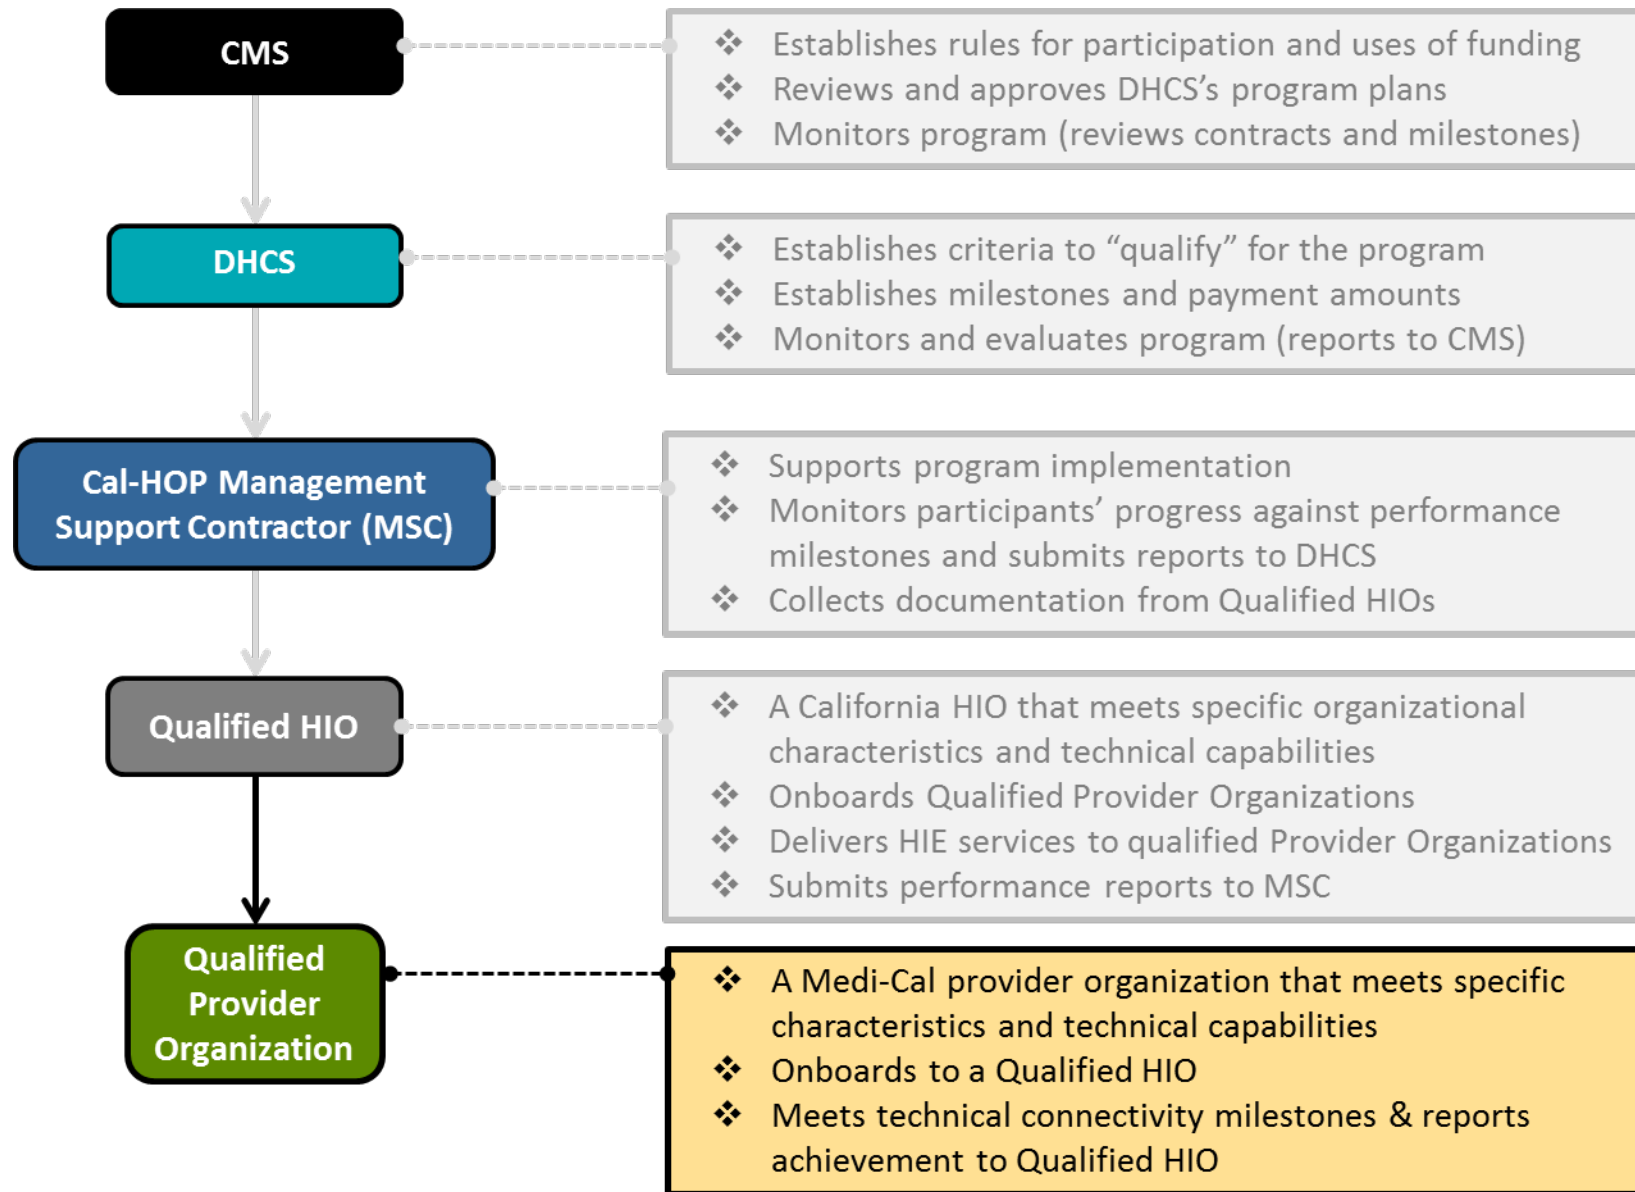 CMS
❖ Establishes rules for participation and uses of funding
❖ Reviews and approves DHCS’s program plans
❖ Monitors program (reviews contracts and milestones)
DHCS
❖ Establishes criteria to “qualify” for the program
❖ Establishes milestones and payment amounts
❖ Monitors and evaluates program (reports to CMS)
Cal-HOP Management
Support Contractor (MSC)
❖ Supports program implementation
❖ Monitors participants’ progress against performance
milestones and submits reports to DHCS
❖ Collects documentation from Qualified HIOs
Qualified HIO
❖ A California HIO that meets specific organizational
characteristics and technical capabilities
❖ Onboards Qualified Provider Organizations
❖ Delivers HIE services to qualified Provider Organizations
❖ Submits performance reports to MSC
Qualified
Provider
Organization
❖ A Medi-Cal provider organization that meets specific
characteristics and technical capabilities
❖ Onboards to a Qualified HIO
❖ Meets technical connectivity milestones & reports
achievement to Qualified HIO